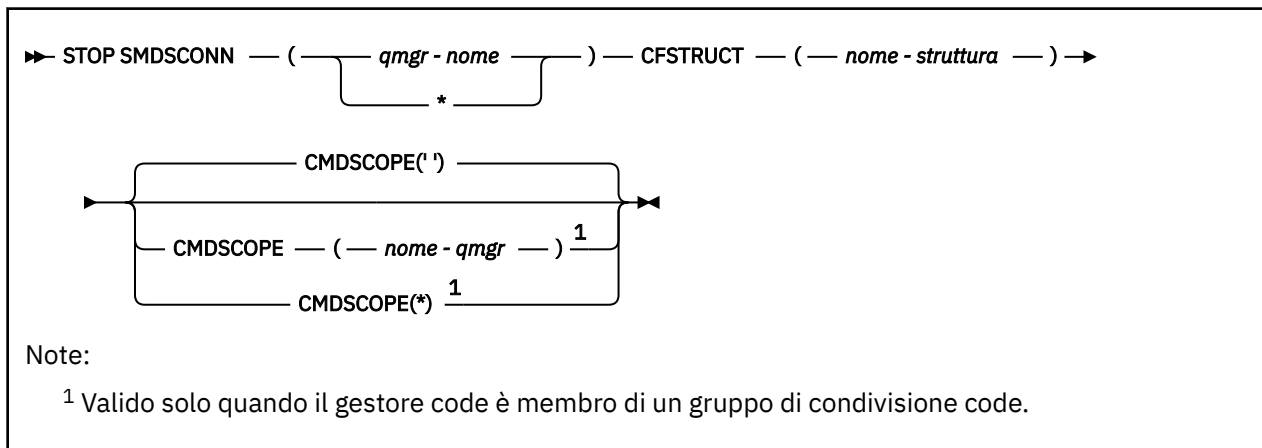 STOP SMDSCONN ( qmgr - nome ) CFSTRUCT ( nome - struttura )
*
CMDSCOPE(' ')
CMDSCOPE ( nome - qmgr ) 1
CMDSCOPE(*) 1
Note:
1 Valido solo quando il gestore code è membro di un gruppo di condivisione code.